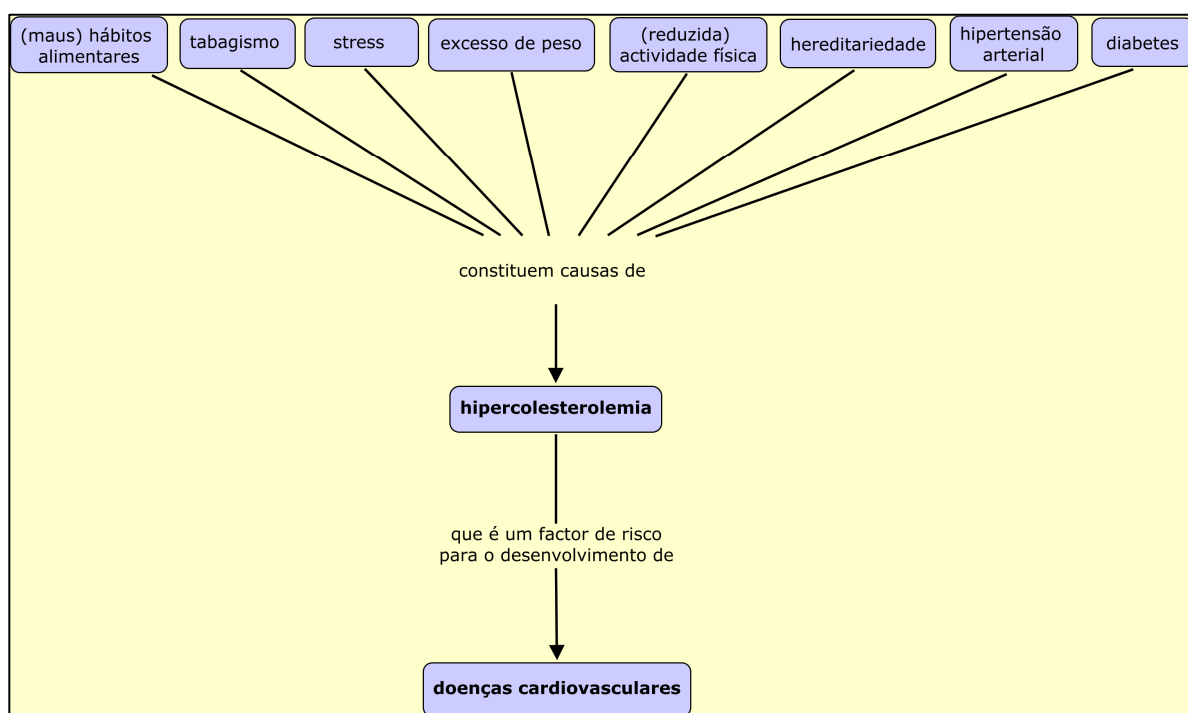 (maus) hábitos
alimentares
tabagismo
stress
excesso de peso
(reduzida)
actividade física
hereditariedade
hipertensão
arterial
diabetes
constituem causas de
hipercolesterolemia
que é um factor de risco
para o desenvolvimento de
doenças cardiovasculares